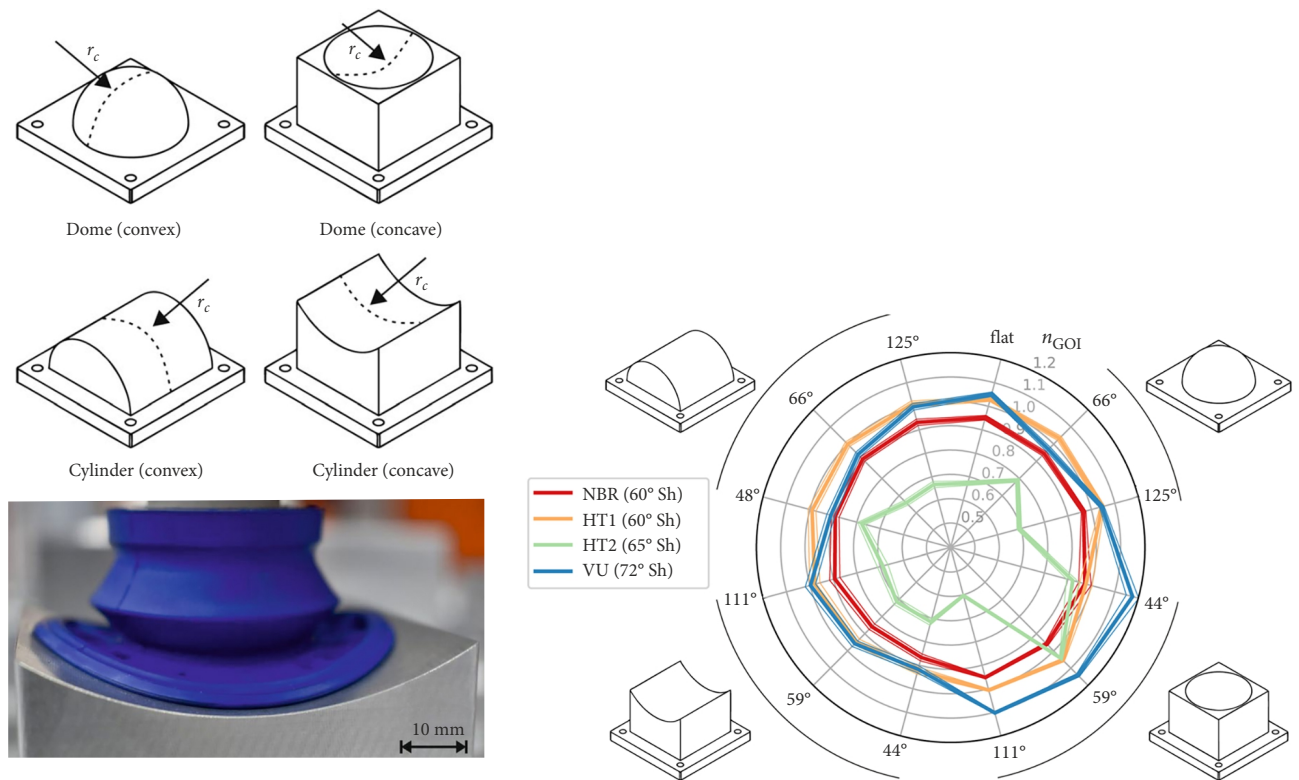 r_c
r_c
Dome (convex)
Dome (concave)
r_c
r_c
Cylinder (convex)
Cylinder (concave)
10 mm
125°
flat
n_GOI
1.2
1.1
1.0
0.9
0.8
0.7
0.6
0.5
66°
125°
44°
59°
111°
44°
59°
111°
48°
66°
NBR (60° Sh)
HT1 (60° Sh)
HT2 (65° Sh)
VU (72° Sh)